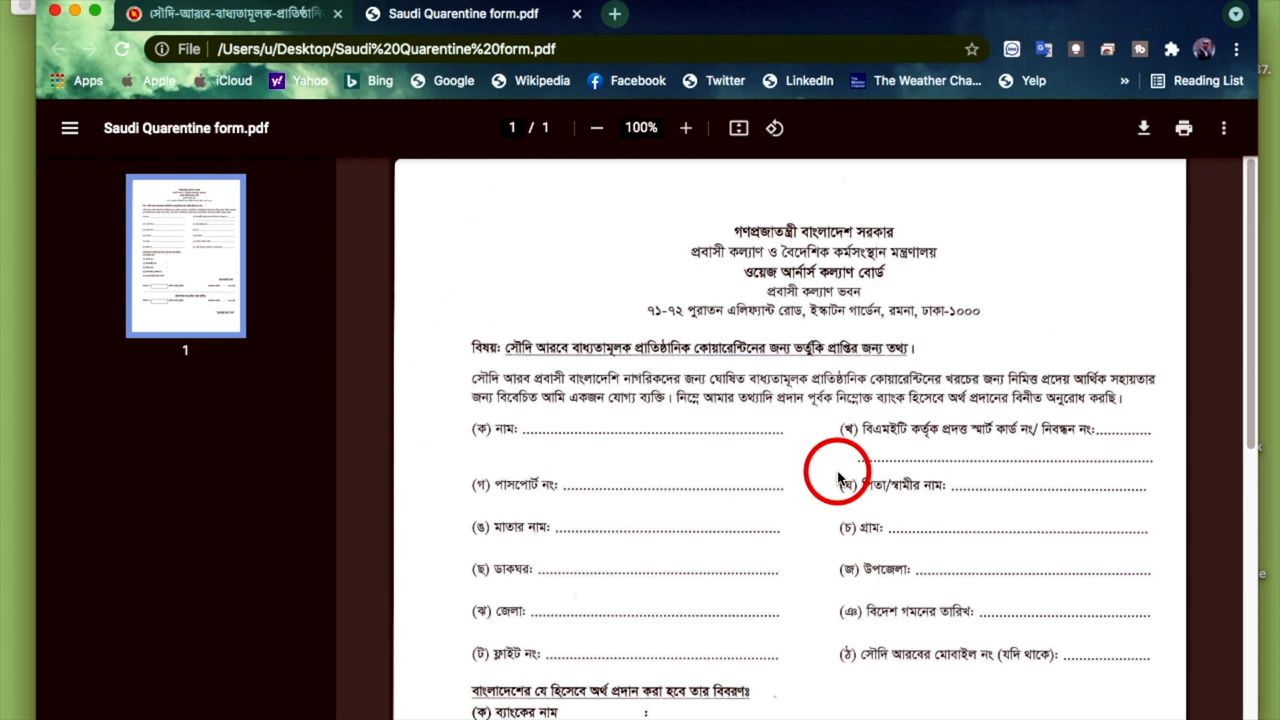 সৌদি-আরবে-বাধ্যতামূলক-প্রাতিষ্ঠানি
Saudi Quarentine form.pdf
File /Users/u/Desktop/Saudi%20Quarentine%20form.pdf
Apps Apple iCloud Yahoo Bing Google Wikipedia Facebook Twitter LinkedIn The Weather Cha... Yelp » Reading List
Saudi Quarentine form.pdf 1 / 1 100%
গণপ্রজাতন্ত্রী বাংলাদেশ সরকার
প্রবাসী কল্যাণ ও বৈদেশিক কর্মসংস্থান মন্ত্রণালয়
ওয়েজ আর্নার্স কল্যাণ বোর্ড
প্রবাসী কল্যাণ ভবন
৭১-৭২ পুরাতন এলিফ্যান্ট রোড, ইস্কাটন গার্ডেন, রমনা, ঢাকা-১০০০
বিষয়: সৌদি আরবে বাধ্যতামূলক প্রাতিষ্ঠানিক কোয়ারেন্টিনের জন্য ভর্তুকি প্রাপ্তির জন্য তথ্য।
সৌদি আরব প্রবাসী বাংলাদেশি নাগরিকদের জন্য ঘোষিত বাধ্যতামূলক প্রাতিষ্ঠানিক কোয়ারেন্টিনের খরচের জন্য নিমিত্ত প্রদেয় আর্থিক সহায়তার
জন্য বিবেচিত আমি একজন যোগ্য ব্যক্তি। নিম্নে আমার তথ্যাদি প্রদান পূর্বক নিম্নোক্ত ব্যাংক হিসেবে অর্থ প্রদানের বিনীত অনুরোধ করছি।
(ক) নাম: ........ (খ) বিএমইটি কর্তৃক প্রদত্ত স্মার্ট কার্ড নং/ নিবন্ধন নং:........
(গ) পাসপোর্ট নং: ........ (ঘ) পিতা/স্বামীর নাম: ........
(ঙ) মাতার নাম: ........ (চ) গ্রাম: ........
(ছ) ডাকঘর: ........ (জ) উপজেলা: ........
(ঝ) জেলা: ........ (ঞ) বিদেশ গমনের তারিখ: ........
(ট) ফ্লাইট নং: ........ (ঠ) সৌদি আরবের মোবাইল নং (যদি থাকে): ........
বাংলাদেশের যে হিসেবে অর্থ প্রদান করা হবে তার বিবরণঃ
(ক) ব্যাংকের নাম :
1